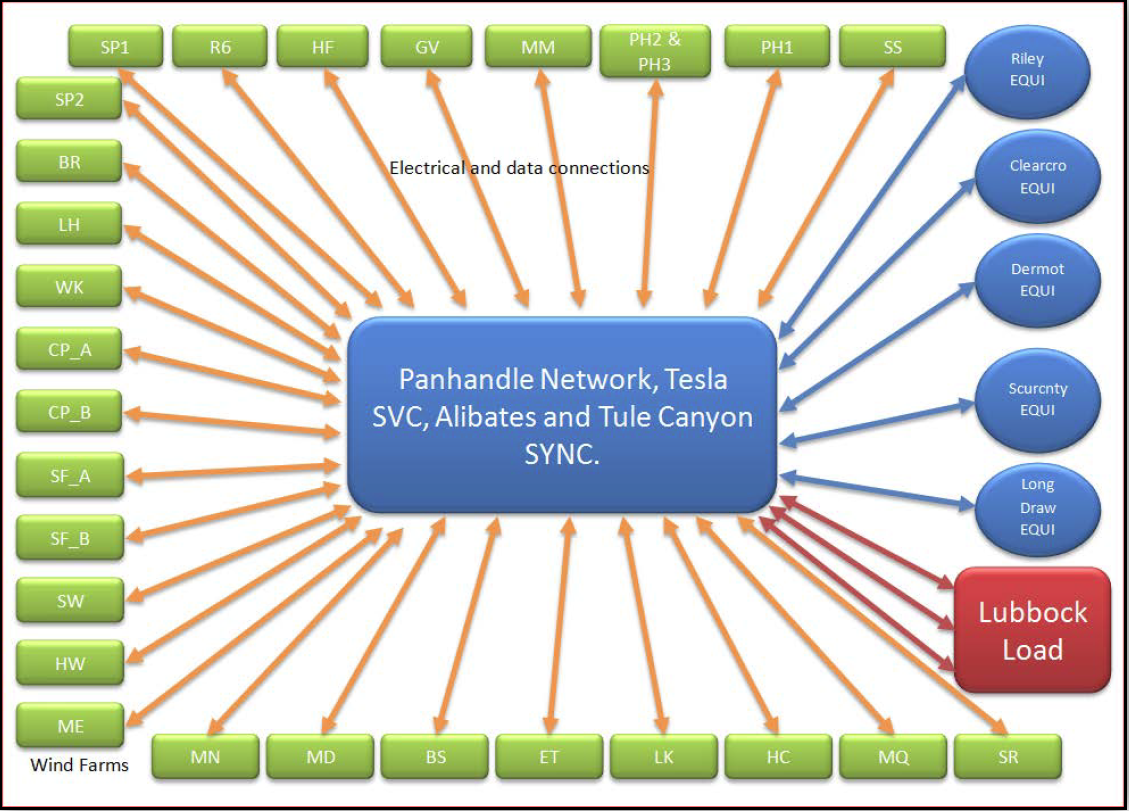 SP1
R6
HF
GV
MM
PH2 &
PH3
PH1
SS
Riley
EQUI
SP2
BR
LH
WK
CP_A
CP_B
SF_A
SF_B
SW
HW
ME
Wind Farms
Electrical and data connections
Clearcro
EQUI
Dermot
EQUI
Scurcnty
EQUI
Long
Draw
EQUI
Panhandle Network, Tesla
SVC, Alibates and Tule Canyon
SYNC.
Lubbock
Load
MN
MD
BS
ET
LK
HC
MQ
SR